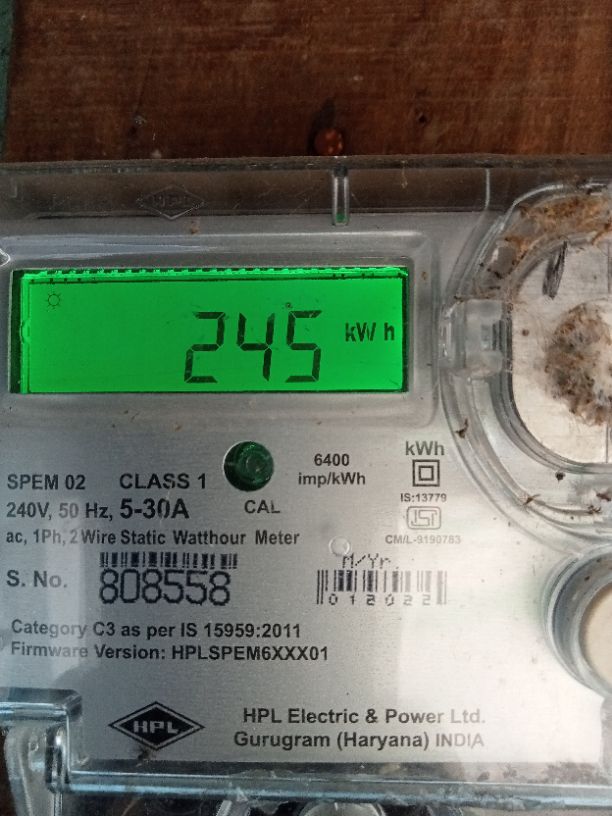 245 kW h
6400
imp/kWh
kWh
IS:13779
CM/L-9190783
SPEM 02 CLASS 1
240V, 50 Hz, 5-30A
CAL
ac, 1Ph, 2 Wire Static Watthour Meter
M/Yr.
S. No. 808558
012022
Category C3 as per IS 15959:2011
Firmware Version: HPLSPEM6XXX01
HPL
HPL Electric & Power Ltd.
Gurugram (Haryana) INDIA